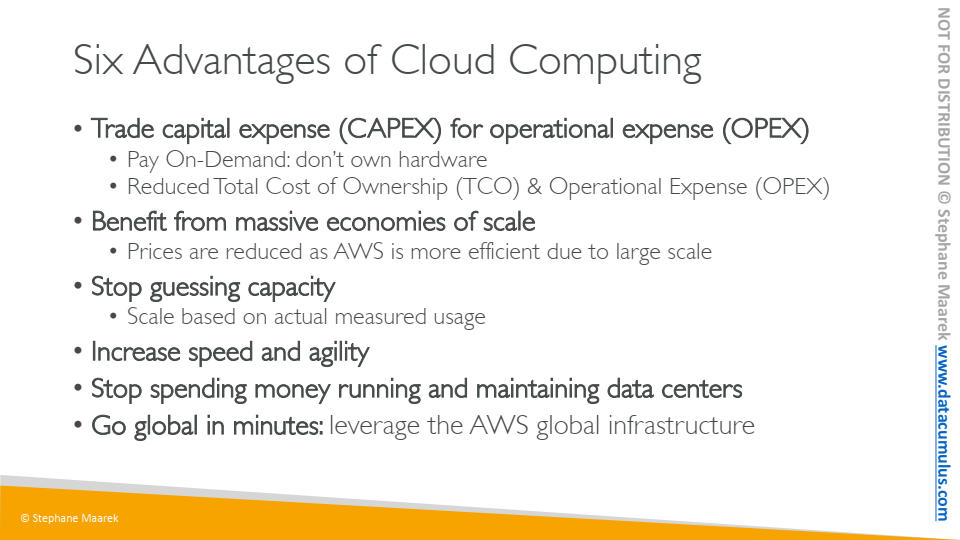 Six Advantages of Cloud Computing
• Trade capital expense (CAPEX) for operational expense (OPEX)
• Pay On-Demand: don’t own hardware
• Reduced Total Cost of Ownership (TCO) & Operational Expense (OPEX)
• Benefit from massive economies of scale
• Prices are reduced as AWS is more efficient due to large scale
• Stop guessing capacity
• Scale based on actual measured usage
• Increase speed and agility
• Stop spending money running and maintaining data centers
• Go global in minutes: leverage the AWS global infrastructure
© Stephane Maarek
NOT FOR DISTRIBUTION © Stephane Maarek www.datacumulus.com